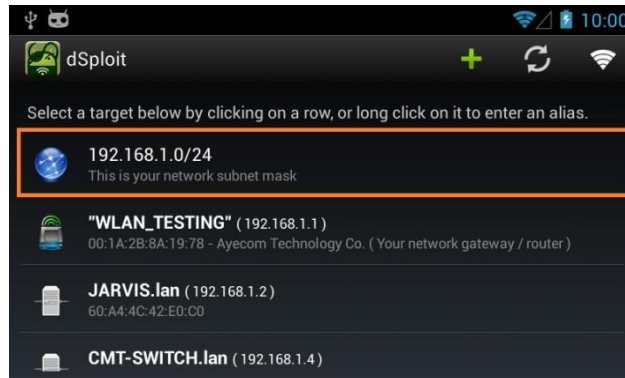 10:00
dSploit
Select a target below by clicking on a row, or long click on it to enter an alias.
192.168.1.0/24
This is your network subnet mask
"WLAN_TESTING" ( 192.168.1.1 )
00:1A:2B:8A:19:78 - Ayecom Technology Co. ( Your network gateway / router )
JARVIS.lan ( 192.168.1.2 )
60:A4:4C:42:E0:C0
CMT-SWITCH.lan ( 192.168.1.4 )